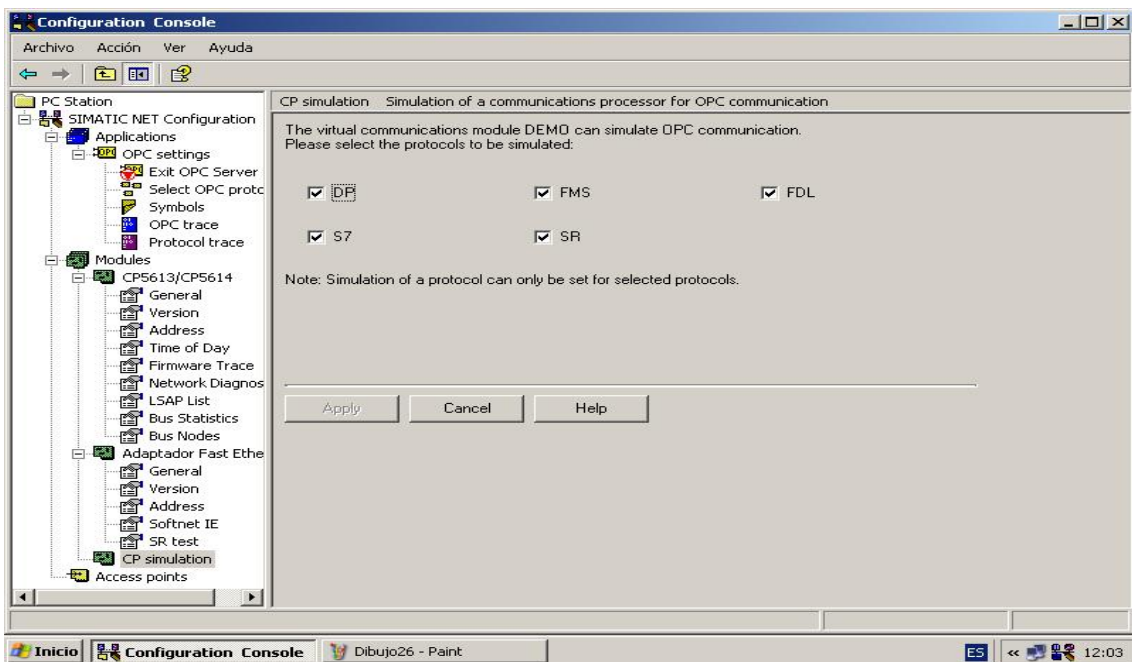 Configuration Console
Archivo Acción Ver Ayuda
PC Station
SIMATIC NET Configuration
Applications
OPC settings
Exit OPC Server
Select OPC protc
Symbols
OPC trace
Protocol trace
Modules
CP5613/CP5614
General
Version
Address
Time of Day
Firmware Trace
Network Diagnos
LSAP List
Bus Statistics
Bus Nodes
Adaptador Fast Ethe
General
Version
Address
Softnet IE
SR test
CP simulation
Access points
CP simulation Simulation of a communications processor for OPC communication
The virtual communications module DEMO can simulate OPC communication.
Please select the protocols to be simulated:
DP FMS FDL
S7 SR
Note: Simulation of a protocol can only be set for selected protocols.
Apply Cancel Help
Inicio Configuration Console Dibujo26 - Paint ES « 12:03